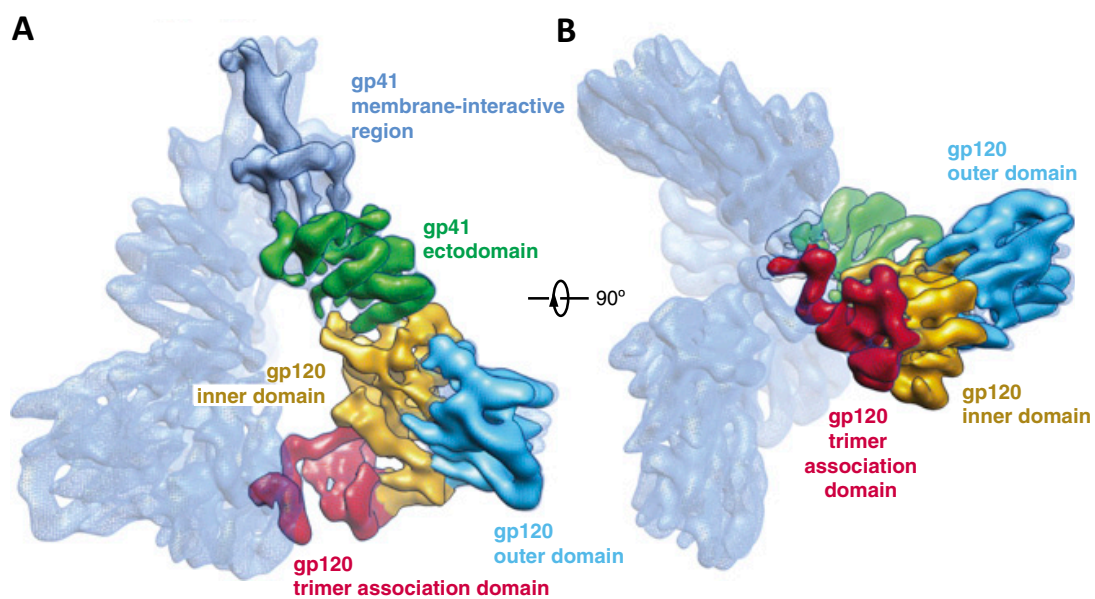 A
B
gp41
membrane-interactive
region
gp41
ectodomain
gp120
inner domain
gp120
outer domain
gp120
trimer association domain
90º
gp120
outer domain
gp120
inner domain
gp120
trimer
association
domain